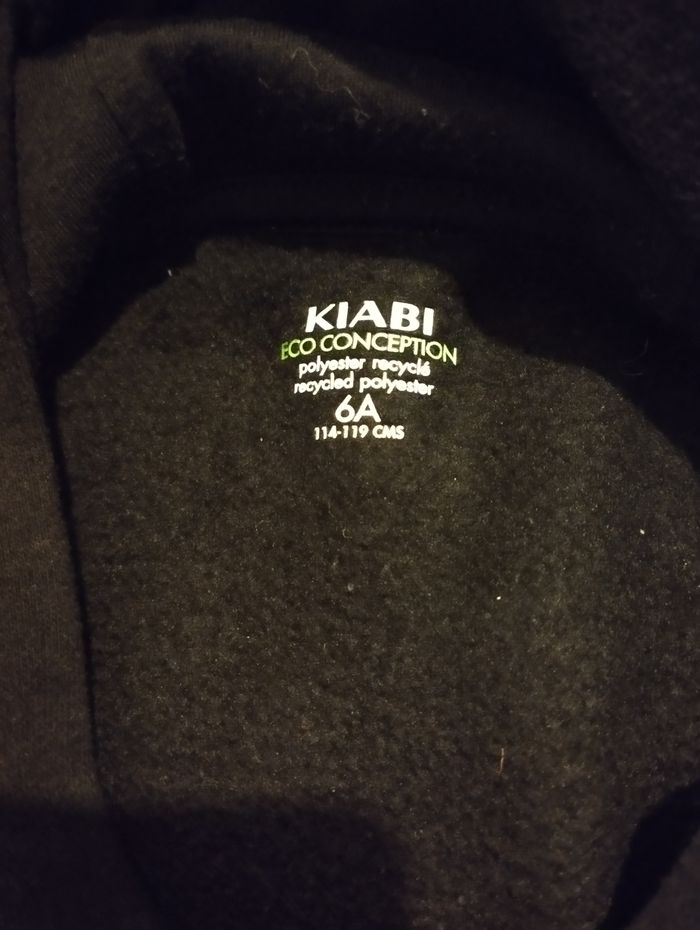 KIABI
ECO CONCEPTION
polyester recyclé
recycled polyester
6A
114-119 CMS